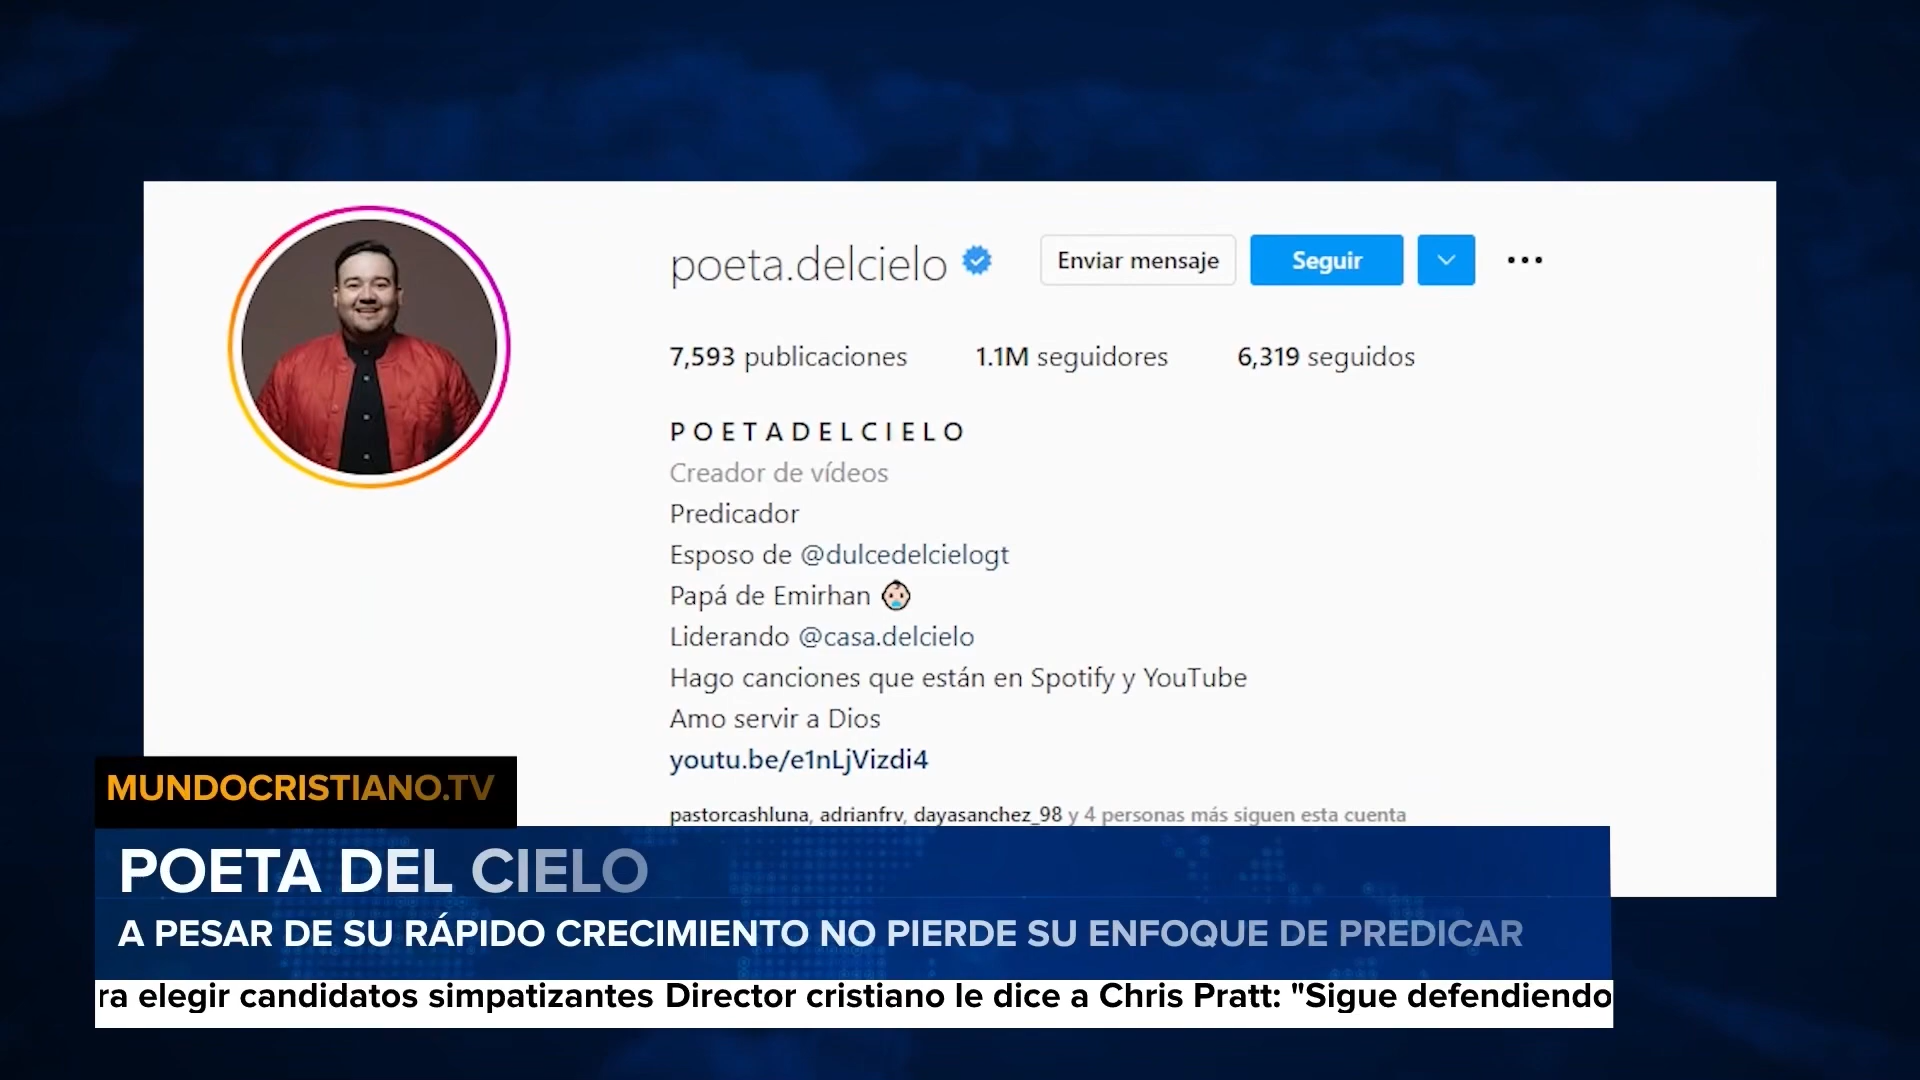 poeta.delcielo Enviar mensaje Seguir
7,593 publicaciones 1.1M seguidores 6,319 seguidos
P O E T A D E L C I E L O
Creador de vídeos
Predicador
Esposo de @dulcedelcielogt
Papá de Emirhan
Liderando @casa.delcielo
Hago canciones que están en Spotify y YouTube
Amo servir a Dios
youtu.be/e1nLjVizdi4
pastorcashluna, adrianfrv, dayasanchez_98 y 4 personas más siguen esta cuenta
MUNDOCRISTIANO.TV
POETA DEL CIELO
A PESAR DE SU RÁPIDO CRECIMIENTO NO PIERDE SU ENFOQUE DE PREDICAR
ra elegir candidatos simpatizantes Director cristiano le dice a Chris Pratt: "Sigue defendiendo